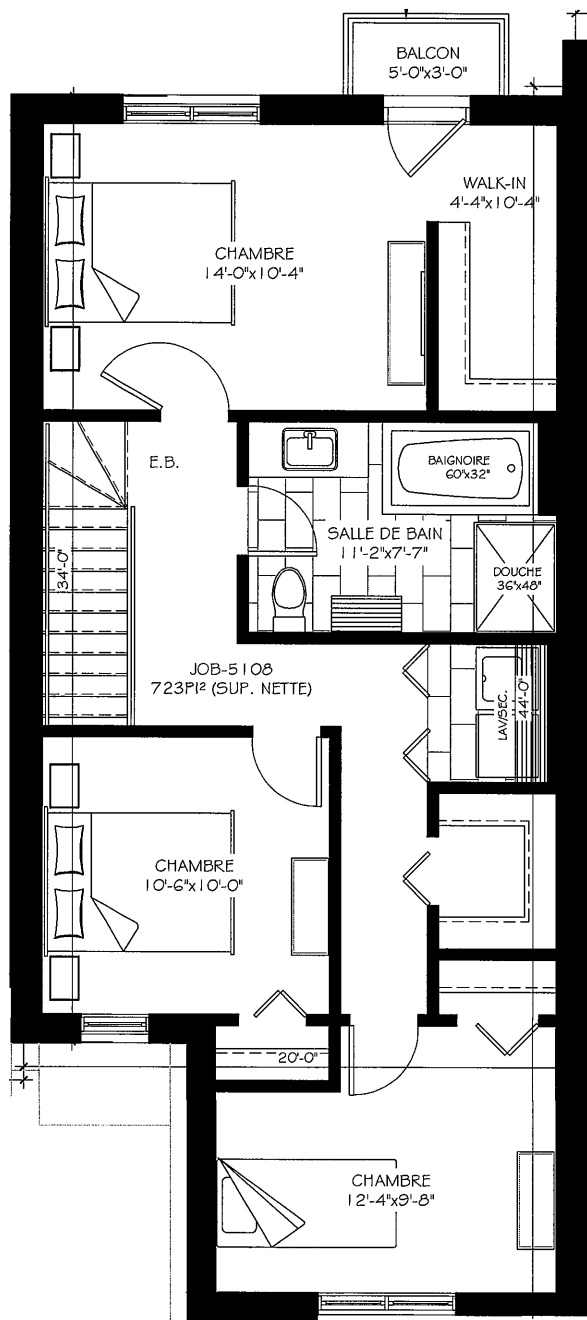 BALCON
5'-0"x3'-0"
WALK-IN
4'-4"x10'-4"
CHAMBRE
14'-0"x10'-4"
E.B.
BAIGNOIRE
60"x32"
SALLE DE BAIN
11'-2"x7'-7"
DOUCHE
36"x48"
34'-0"
JOB-5108
723PI² (SUP. NETTE)
LAV/SEC.
44'-0"
CHAMBRE
10'-6"x10'-0"
20'-0"
CHAMBRE
12'-4"x9'-8"